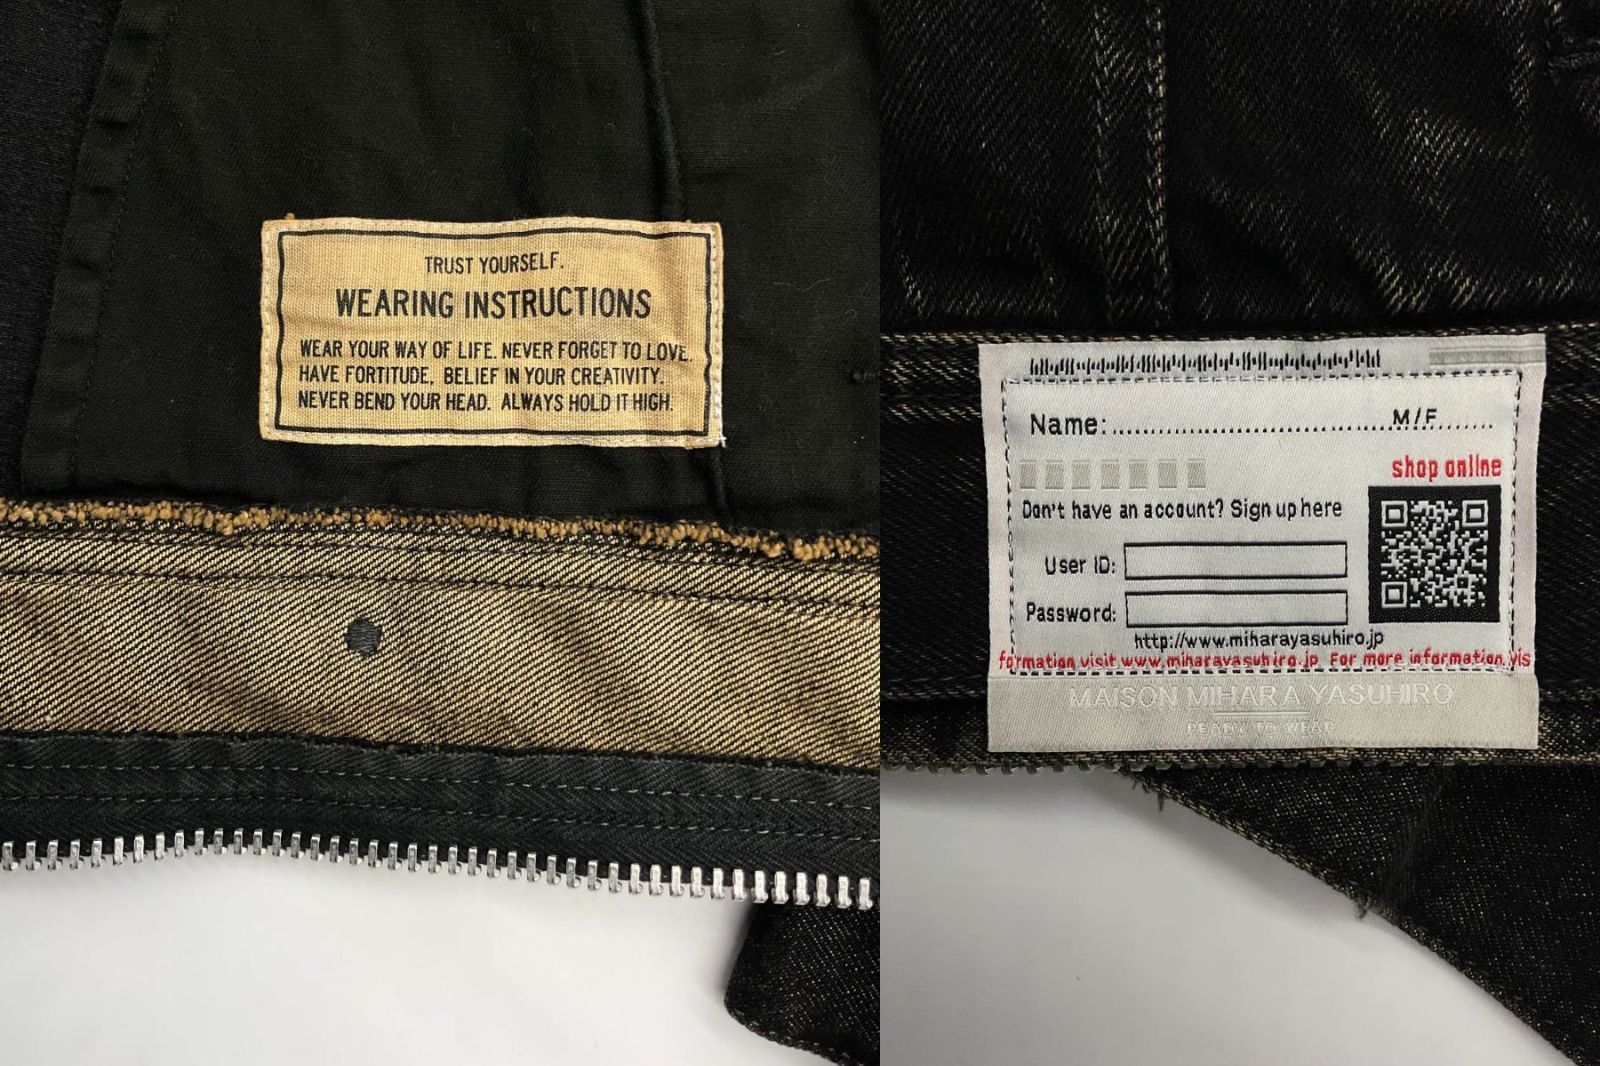 TRUST YOURSELF.
WEARING INSTRUCTIONS
WEAR YOUR WAY OF LIFE. NEVER FORGET TO LOVE.
HAVE FORTITUDE, BELIEF IN YOUR CREATIVITY.
NEVER BEND YOUR HEAD. ALWAYS HOLD IT HIGH.
Name:............................................M/F.......
shop online
Don't have an account? Sign up here
User ID:
Password:
http://www.miharayasuhiro.jp
formation visit www.miharayasuhiro.jp. For more information vis
MAISON MIHARA YASUHIRO
READY TO WEAR